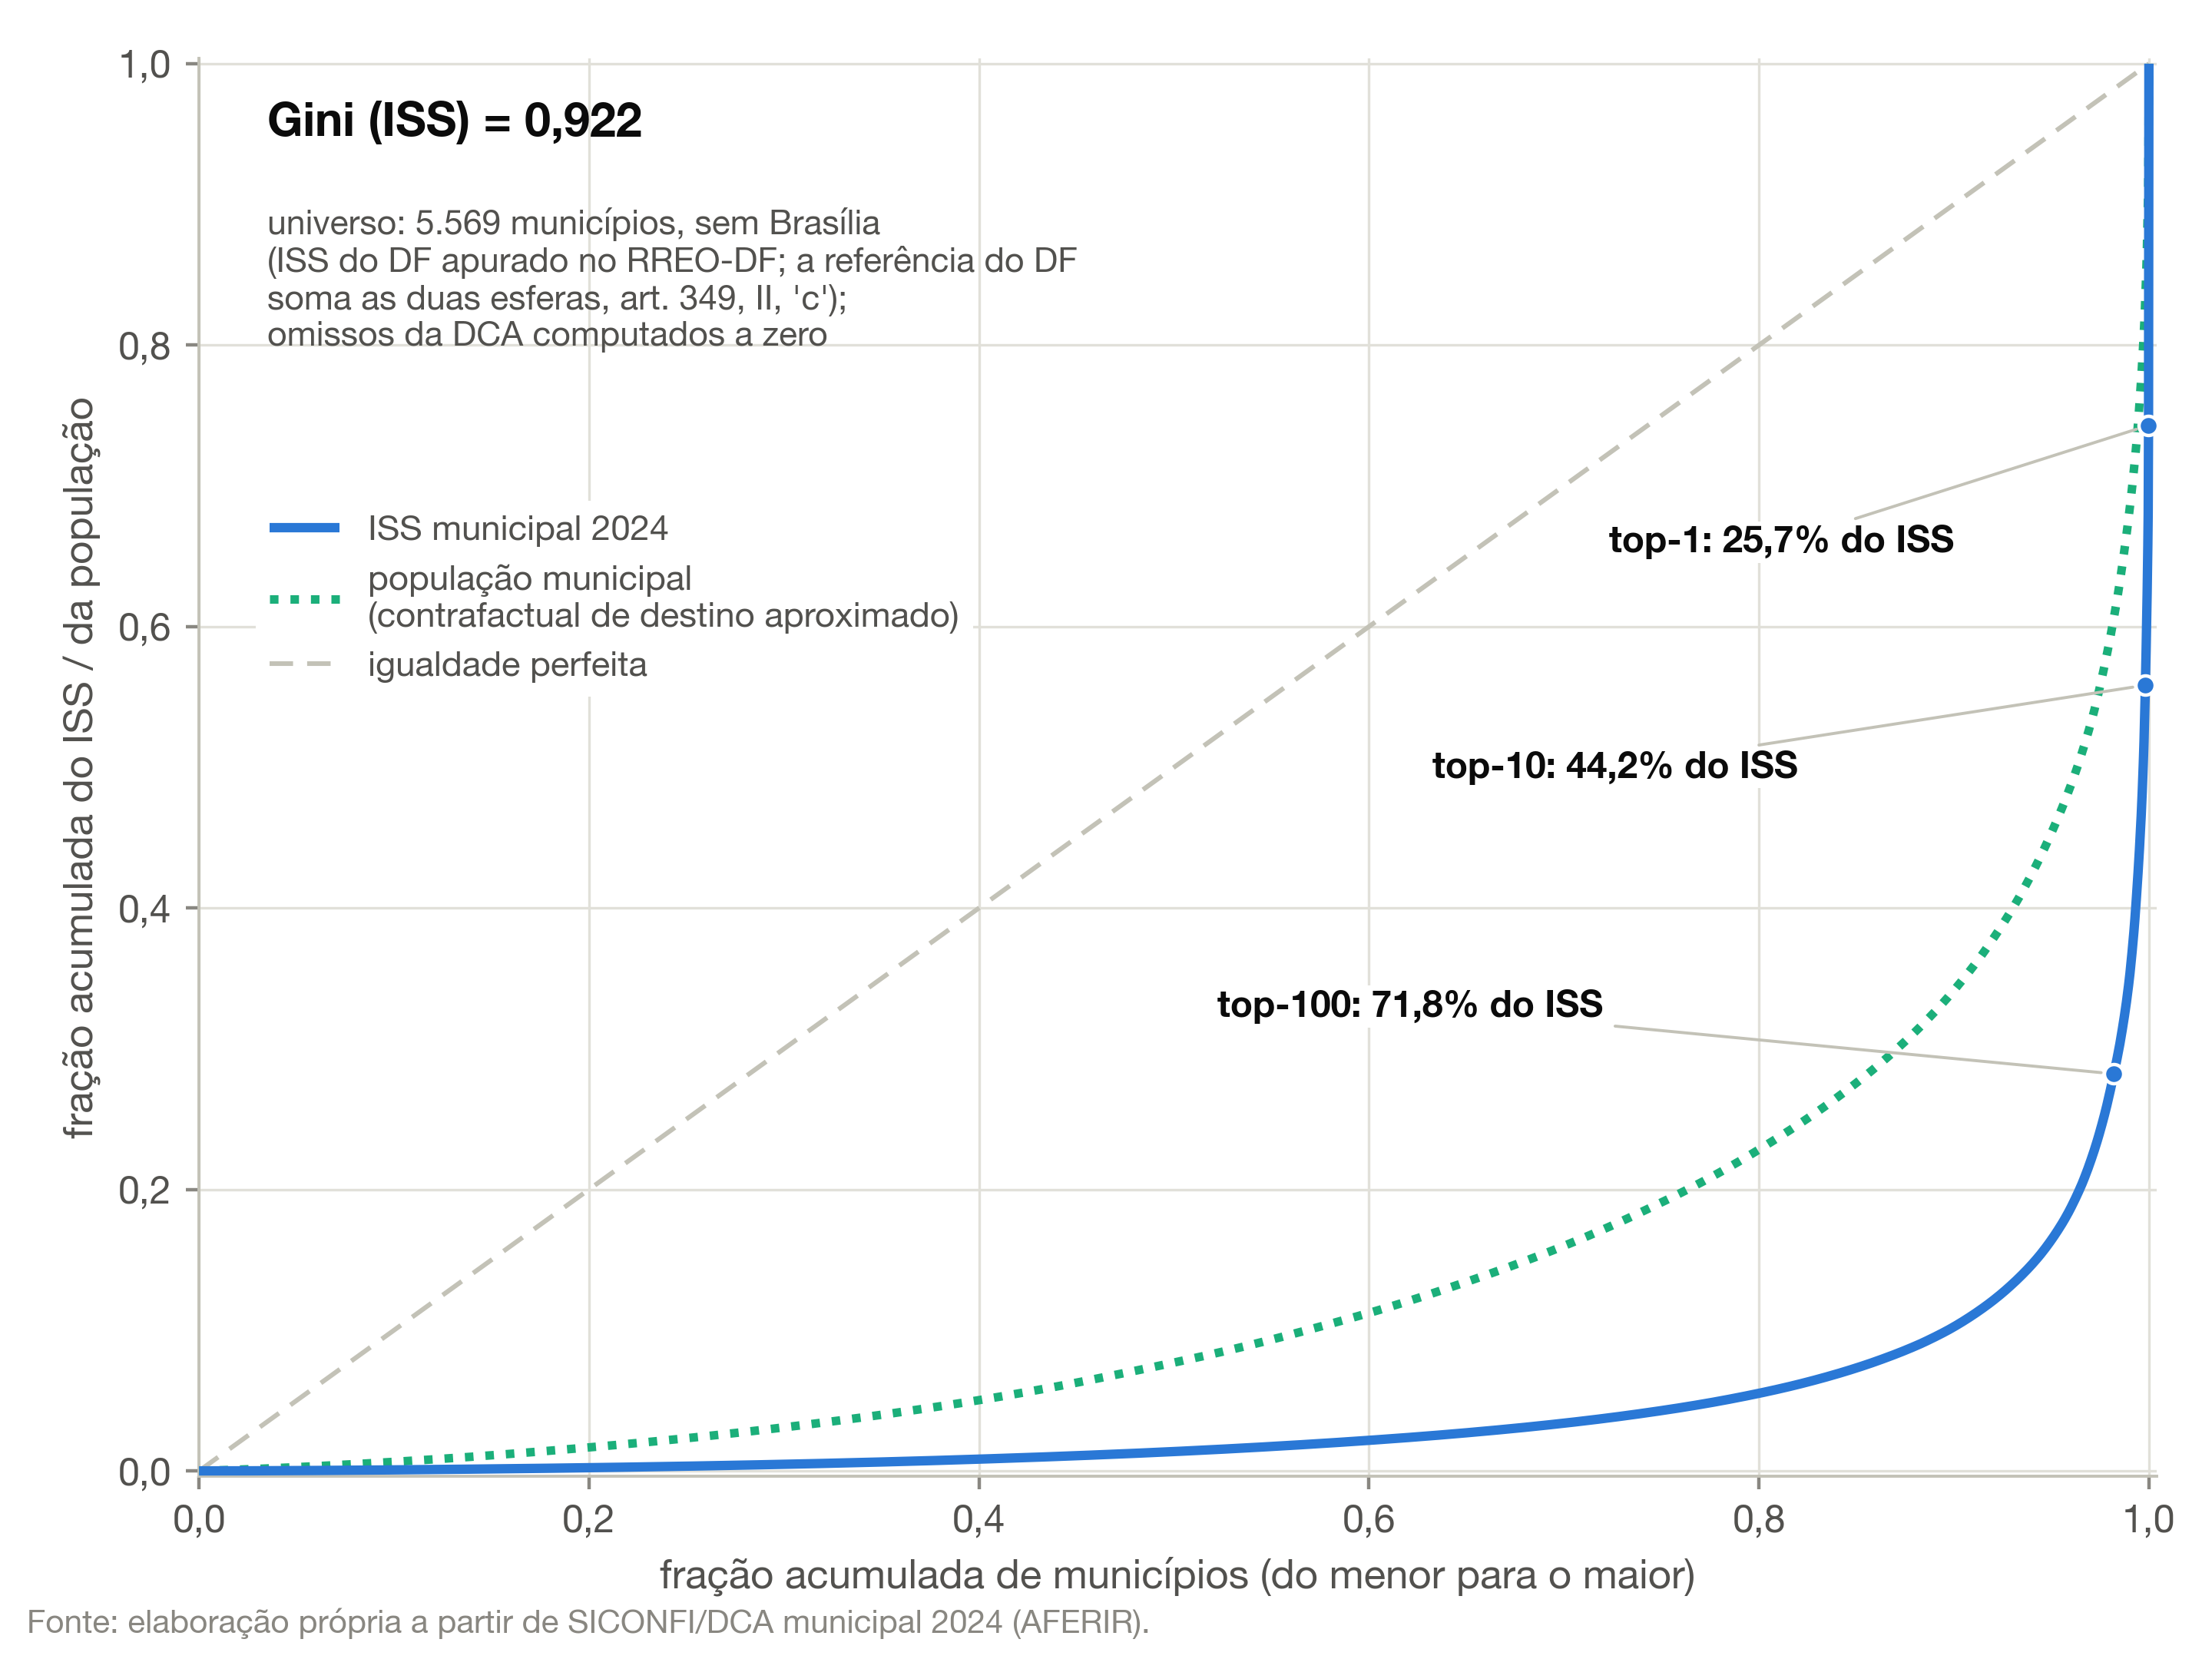 1,0
Gini (ISS) = 0,922
universo: 5.569 municípios, sem Brasília
(ISS do DF apurado no RREO-DF; a referência do DF
soma as duas esferas, art. 349, II, 'c');
omissos da DCA computados a zero
0,8
ISS municipal 2024
população municipal
(contrafactual de destino aproximado)
igualdade perfeita
0,6
0,4
0,2
0,0
fração acumulada do ISS / da população
top-1: 25,7% do ISS
top-10: 44,2% do ISS
top-100: 71,8% do ISS
0,0
0,2
0,4
0,6
0,8
1,0
fração acumulada de municípios (do menor para o maior)
Fonte: elaboração própria a partir de SICONFI/DCA municipal 2024 (AFERIR).